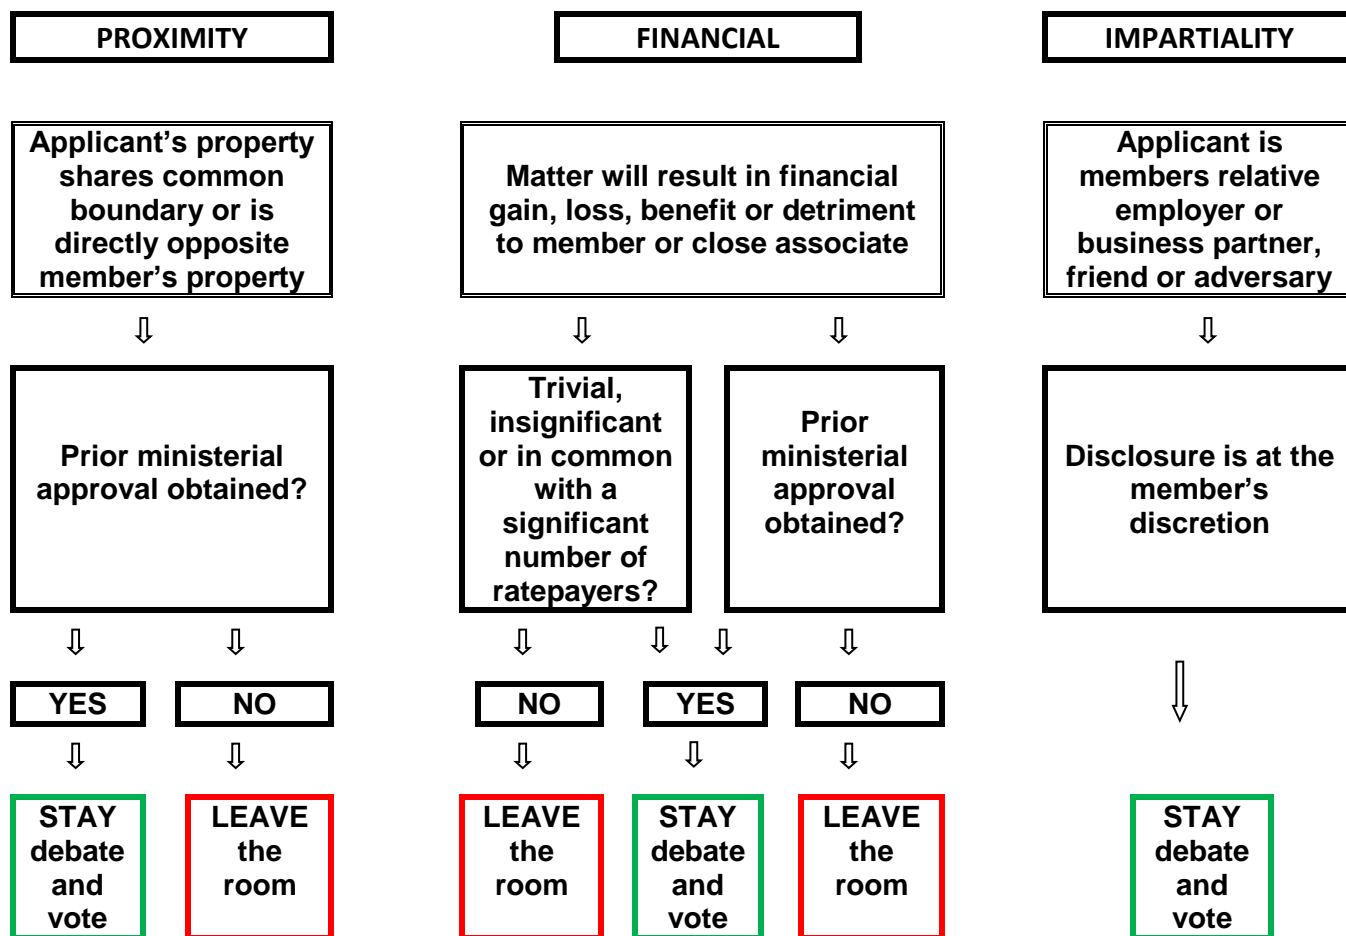 PROXIMITY
FINANCIAL
IMPARTIALITY
Applicant’s property
shares common
boundary or is
directly opposite
member’s property
Matter will result in financial
gain, loss, benefit or detriment
to member or close associate
Applicant is
members relative
employer or
business partner,
friend or adversary
Prior ministerial
approval obtained?
Trivial,
insignificant
or in common
with a
significant
number of
ratepayers?
Prior
ministerial
approval
obtained?
Disclosure is at the
member’s
discretion
YES
NO
NO
YES
NO
STAY
debate
and
vote
LEAVE
the
room
LEAVE
the
room
STAY
debate
and
vote
LEAVE
the
room
STAY
debate
and
vote